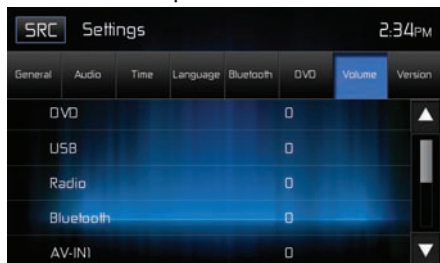 SRC Settings 2:34PM
General Audio Time Language Bluetooth DVD Volume Version
DVD 0
USB 0
Radio 0
Bluetooth 0
AV-IN1 0